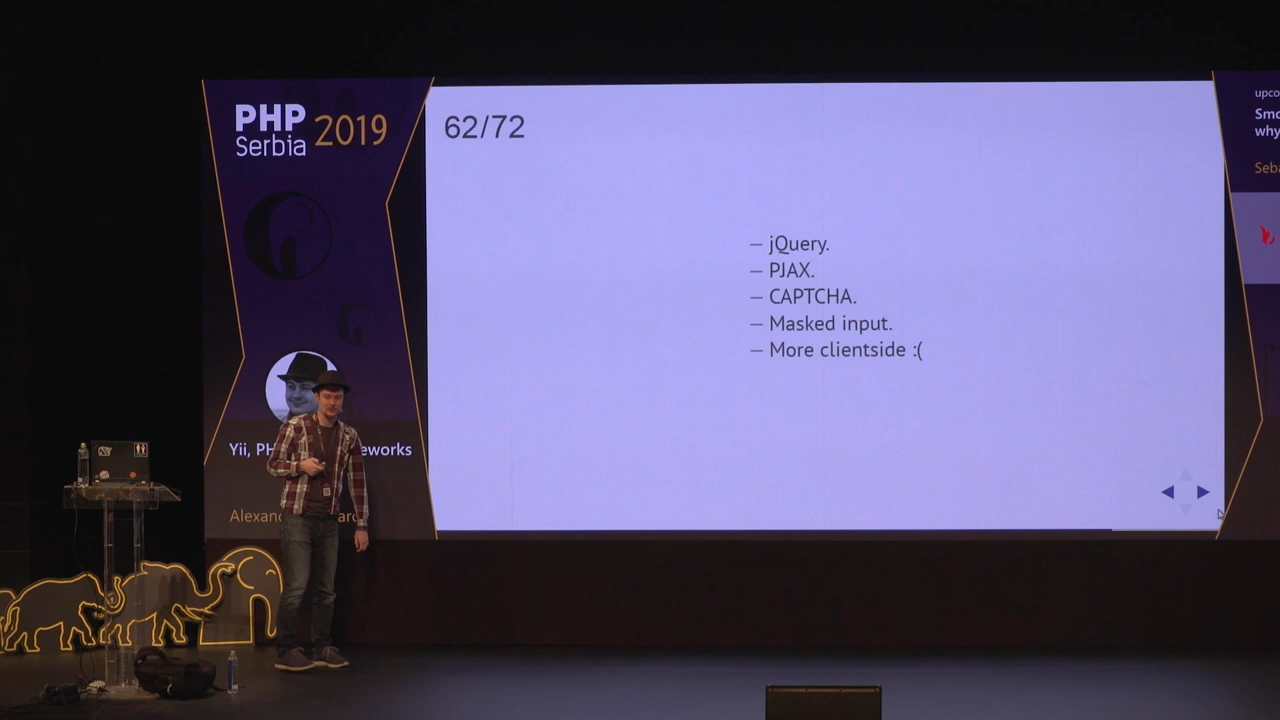 PHP
Serbia 2019
62/72
– jQuery.
– PJAX.
– CAPTCHA.
– Masked input.
– More clientside :(
Yii, PH eworks
Alexan
upco
Smo
why
Seba